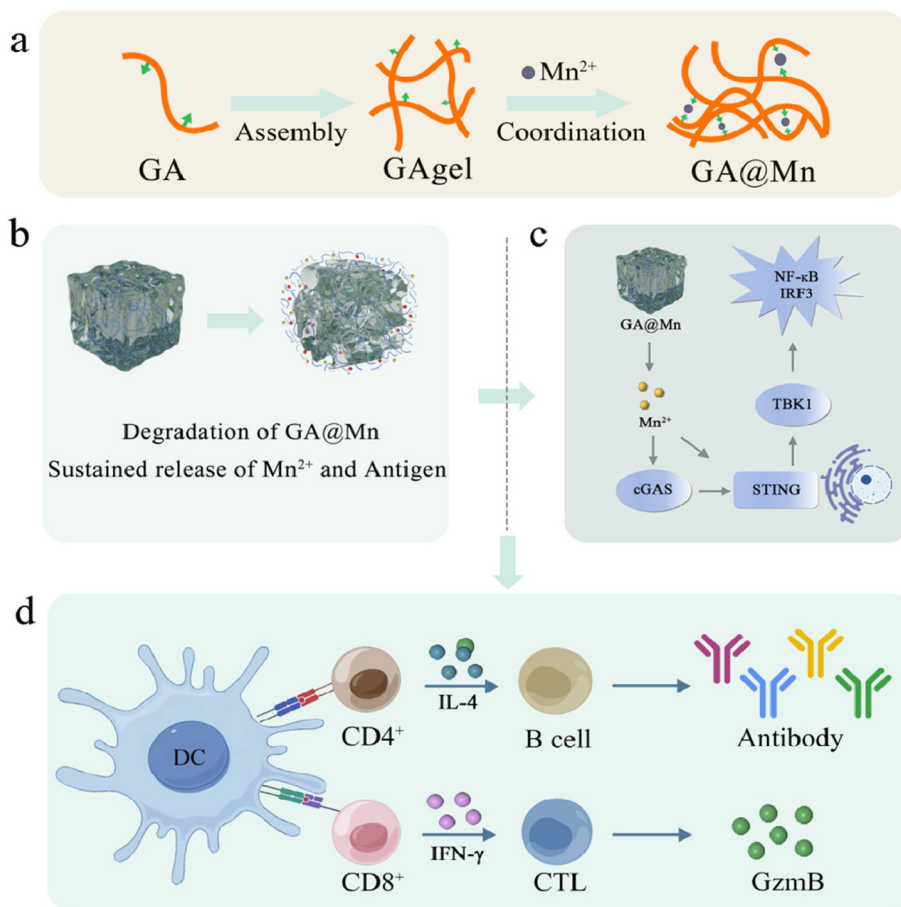 a
Mn²⁺
Assembly
Coordination
GA
GAgel
GA@Mn
b
Degradation of GA@Mn
Sustained release of Mn²⁺ and Antigen
c
NF-κB
IRF3
GA@Mn
TBK1
Mn²⁺
cGAS
STING
d
DC
CD4⁺
IL-4
B cell
Antibody
CD8⁺
IFN-γ
CTL
GzmB